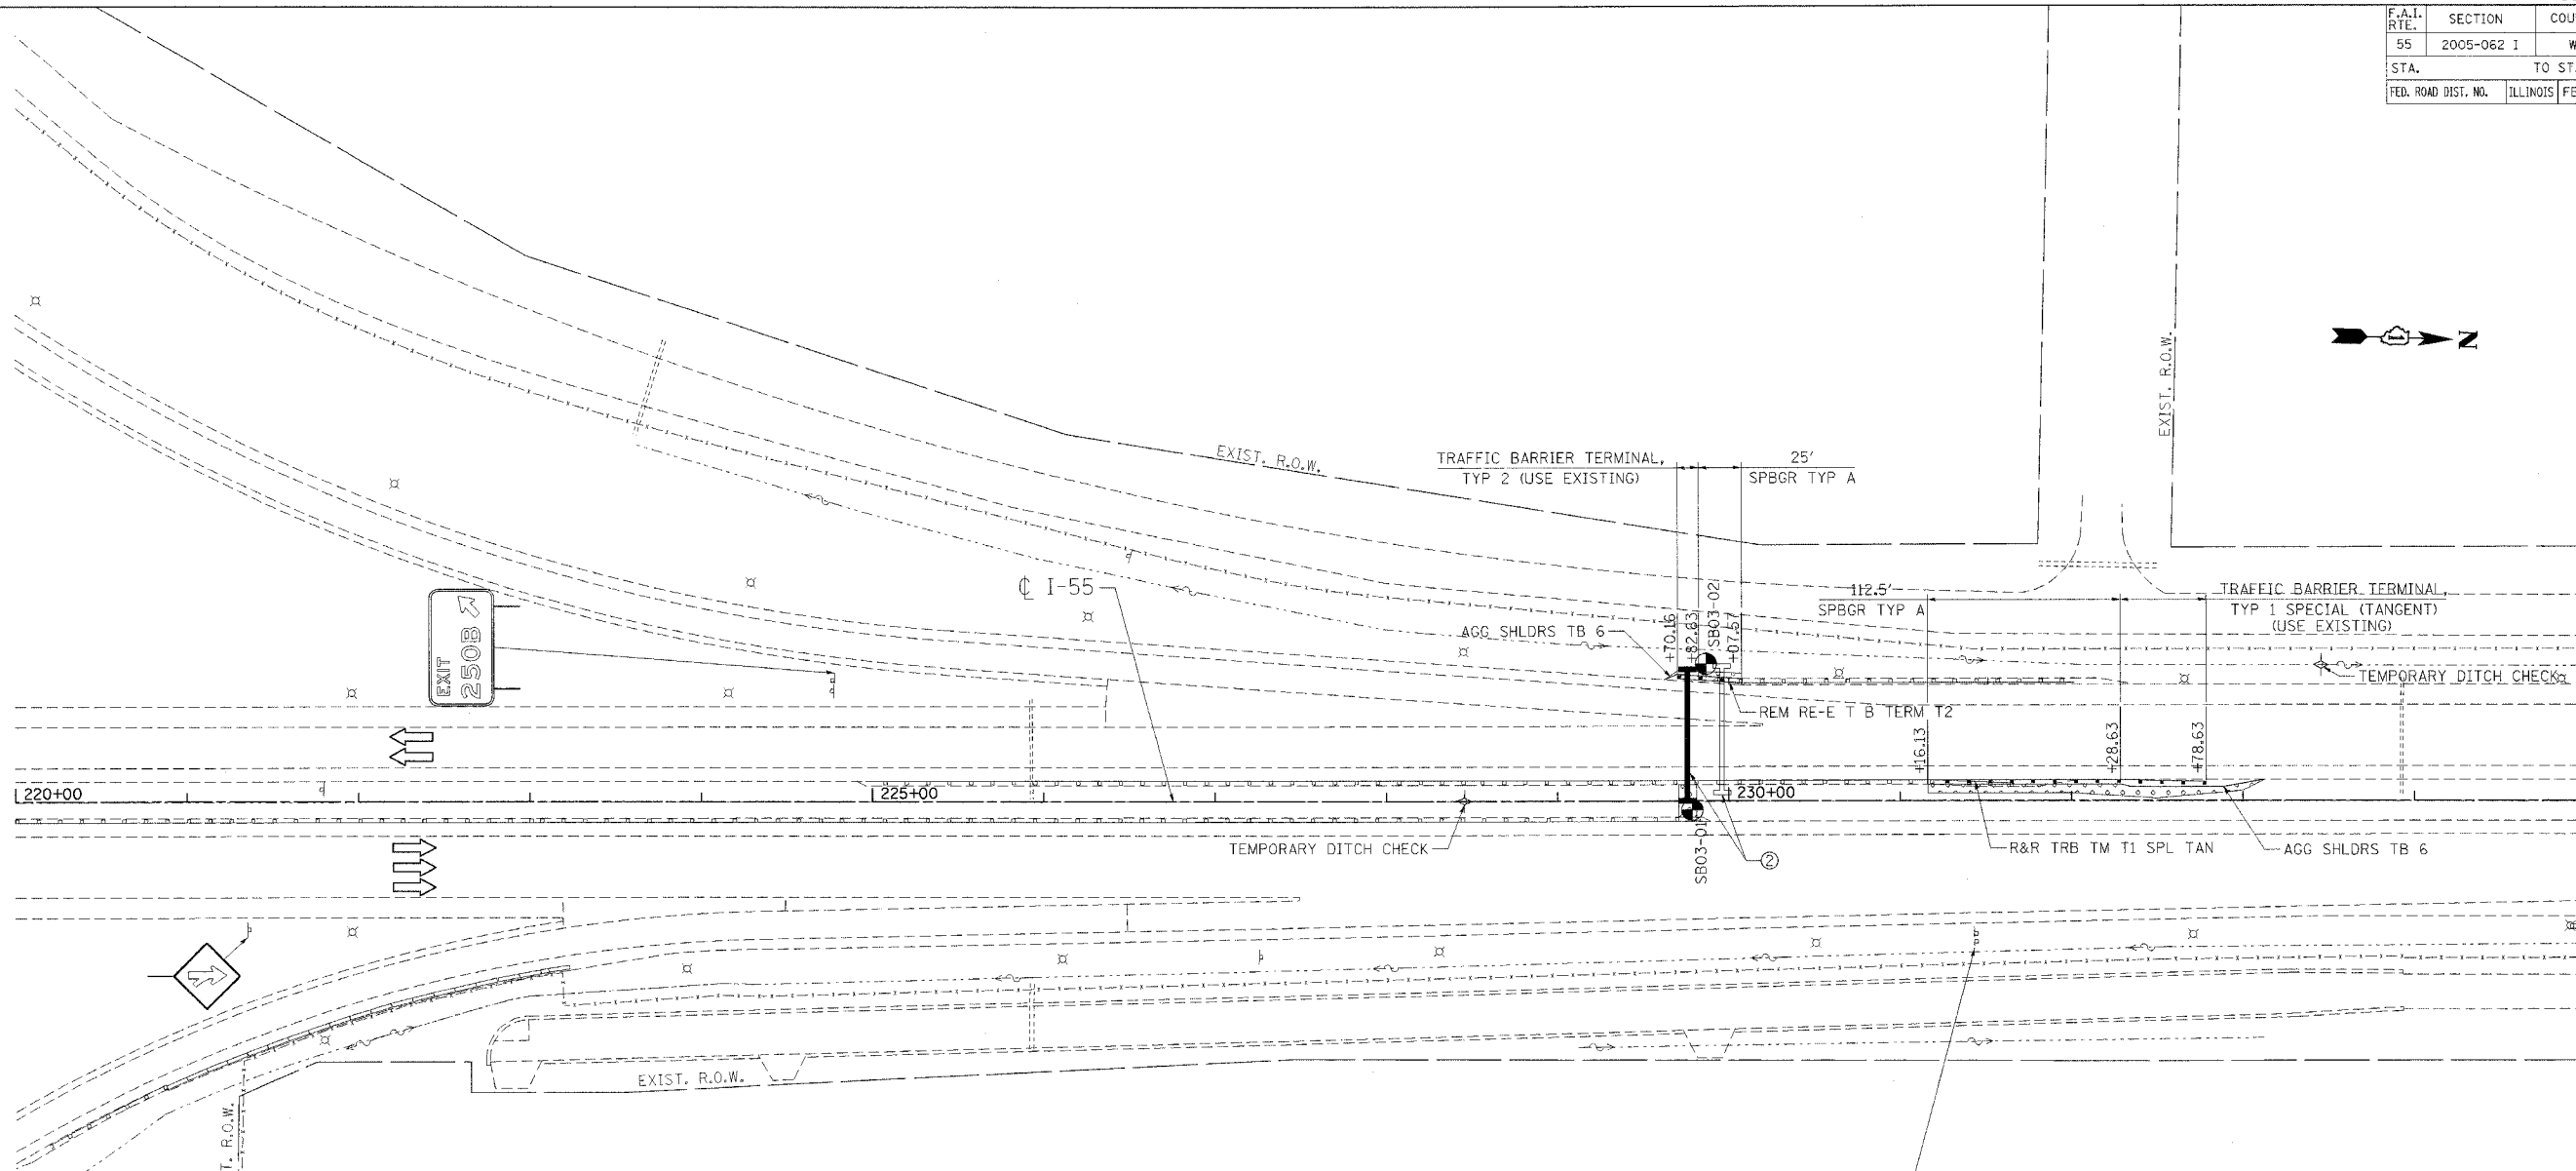 F.A.I. RTE. SECTION
55 2005-062 I
STA. TO
FED. ROAD DIST. NO. ILLINOIS
N
EXIST. R.O.W.
EXIST. R.O.W.
TRAFFIC BARRIER TERMINAL,
TYP 2 (USE EXISTING)
25'
SPBGR TYP A
EXIT
250B
℄ I-55
AGG SHLDRS TB 6
+70.16
+82.63
SB03-02
+07.57
112.5'
SPBGR TYP A
TRAFFIC BARRIER TERMINAL,
TYP 1 SPECIAL (TANGENT)
(USE EXISTING)
TEMPORARY DITCH CHECK
REM RE-E T B TERM T2
+16.13
+28.63
+78.63
220+00
225+00
230+00
TEMPORARY DITCH CHECK
SB03-01
2
R&R TRB TM T1 SPL TAN
AGG SHLDRS TB 6
EXIST. R.O.W.
T. R.O.W.